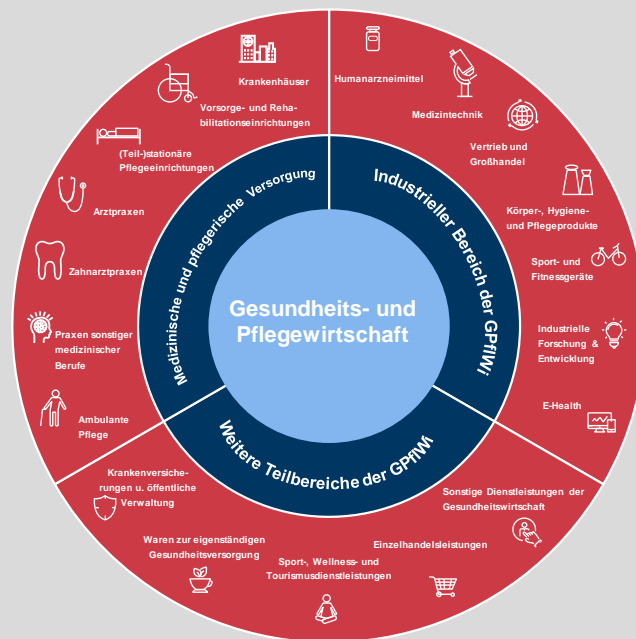 Gesundheits- und
Pflegewirtschaft
Medizinische und pflegerische Versorgung
Krankenhäuser
Vorsorge- und Reha-
bilitationseinrichtungen
(Teil-)stationäre
Pflegeeinrichtungen
Arztpraxen
Zahnarztpraxen
Praxen sonstiger
medizinischer
Berufe
Ambulante
Pflege
Industrieller Bereich der GPflWi
Humanarzneimittel
Medizintechnik
Vertrieb und
Großhandel
Körper-, Hygiene-
und Pflegeprodukte
Sport- und
Fitnessgeräte
Industrielle
Forschung &
Entwicklung
E-Health
Weitere Teilbereiche der GPflWi
Krankenversiche-
rungen u. öffentliche
Verwaltung
Waren zur eigenständigen
Gesundheitsversorgung
Sport-, Wellness- und
Tourismusdienstleistungen
Einzelhandelsleistungen
Sonstige Dienstleistungen der
Gesundheitswirtschaft